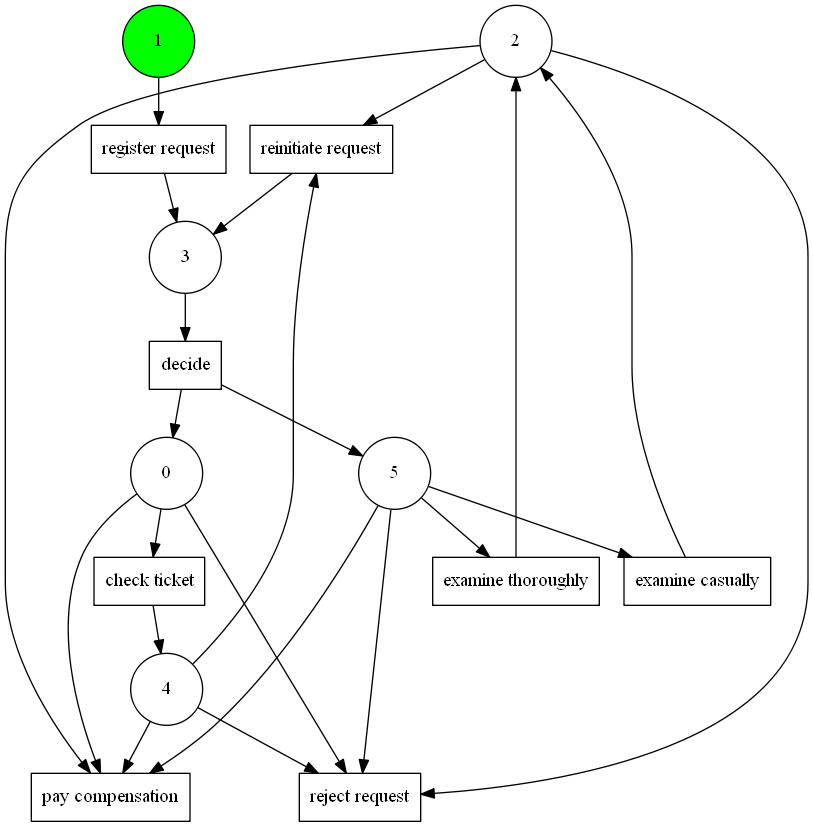 1
2
register request
reinitiate request
3
decide
0
5
check ticket
examine thoroughly
examine casually
4
pay compensation
reject request